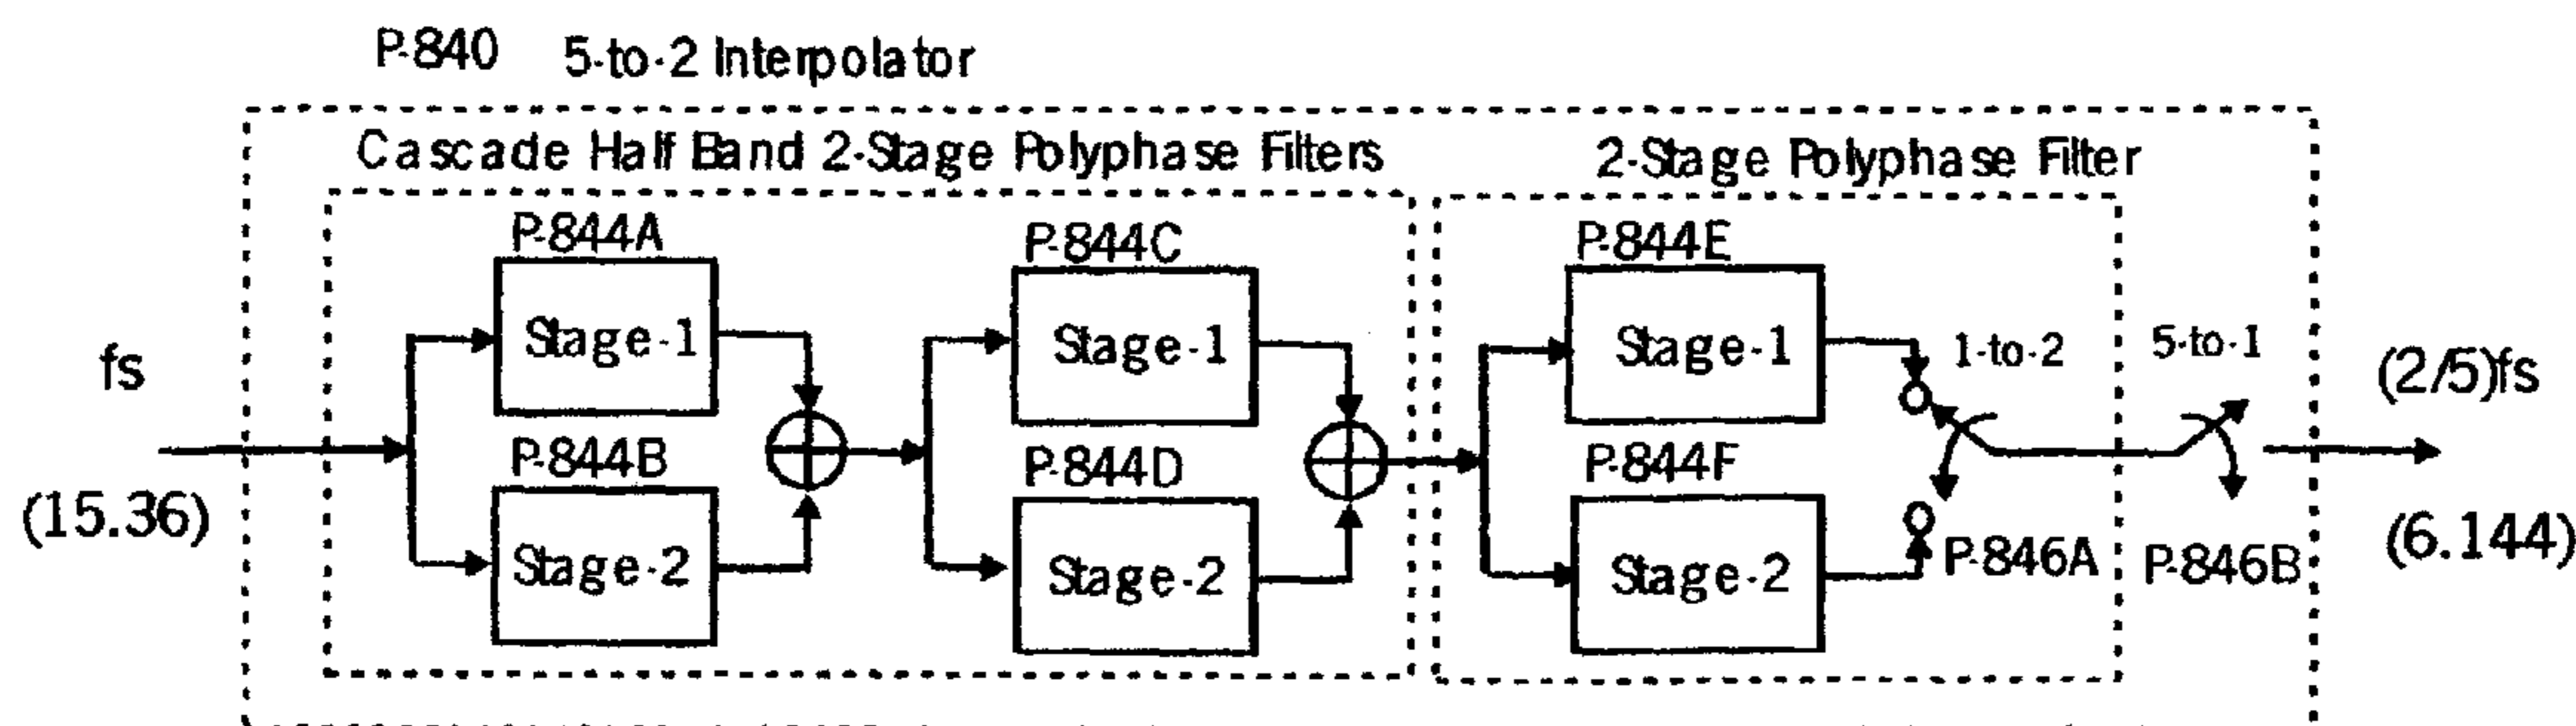 P-840 5-to-2 Interpolator
Cascade Half Band 2-Stage Polyphase Filters
2-Stage Polyphase Filter
P-844A
P-844C
P-844E
Stage-1
Stage-1
Stage-1
1-to-2
5-to-1
fs
(2/5)fs
P-844B
P-844D
P-844F
(15.36)
Stage-2
Stage-2
Stage-2
P-846A
P-846B
(6.144)